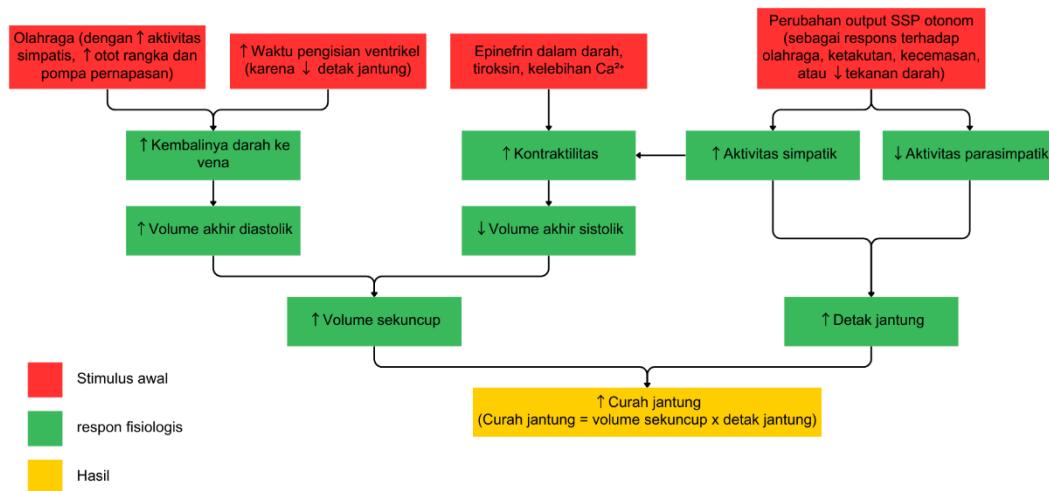 Olahraga (dengan ↑ aktivitas
simpatis, ↑ otot rangka dan
pompa pernapasan)
↑ Waktu pengisian ventrikel
(karena ↓ detak jantung)
Epinefrin dalam darah,
tiroksin, kelebihan Ca²⁺
Perubahan output SSP otonom
(sebagai respons terhadap
olahraga, ketakutan, kecemasan,
atau ↓ tekanan darah)
↑ Kembalinya darah ke
vena
↑ Kontraktilitas
↑ Aktivitas simpatik
↓ Aktivitas parasimpatik
↑ Volume akhir diastolik
↓ Volume akhir sistolik
↑ Volume sekuncup
↑ Detak jantung
↑ Curah jantung
(Curah jantung = volume sekuncup x detak jantung)
Stimulus awal
respon fisiologis
Hasil